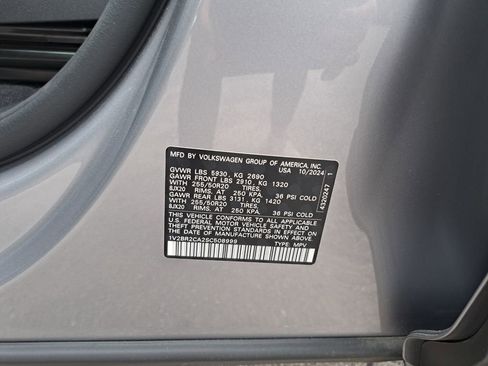 MFD BY VOLKSWAGEN GROUP OF AMERICA, INC.
USA 10/2024
GVWR LBS 5930, KG 2690
GAWR FRONT LBS 2910, KG 1320
WITH 255/50R20 TIRES,
8JX20 RIMS, AT 250 KPA, 36 PSI COLD
GAWR REAR LBS 3131, KG 1420
WITH 255/50R20 TIRES,
8JX20 RIMS, AT 250 KPA, 36 PSI COLD
THIS VEHICLE CONFORMS TO ALL APPLICABLE
U.S. FEDERAL MOTOR VEHICLE SAFETY AND
THEFT PREVENTION STANDARDS IN EFFECT ON
THE DATE OF MANUFACTURE SHOWN ABOVE.
1V2BR2CA2SC508999 TYPE: MPV
4320247 1